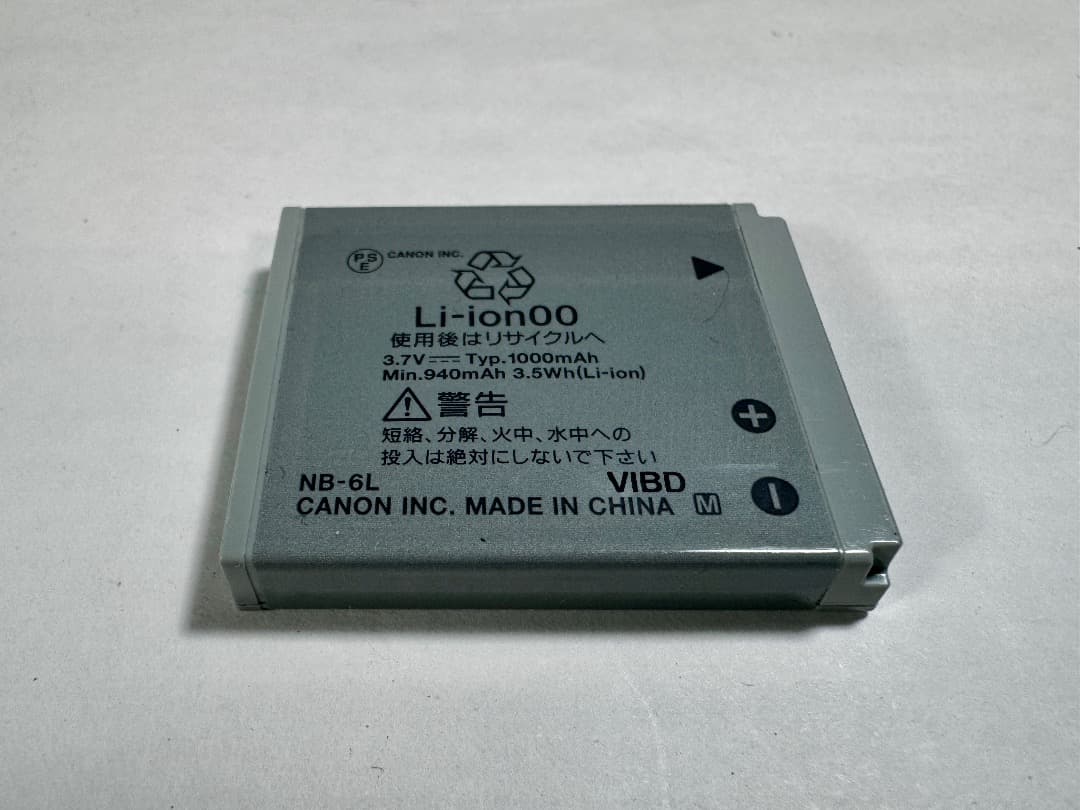 PSE CANON INC.
Li-ion00
使用後はリサイクルへ
3.7V⎓Typ.1000mAh
Min.940mAh 3.5Wh(Li-ion)
警告
短絡、分解、火中、水中への
投入は絶対にしないで下さい
NB-6L VIBD
CANON INC. MADE IN CHINA M